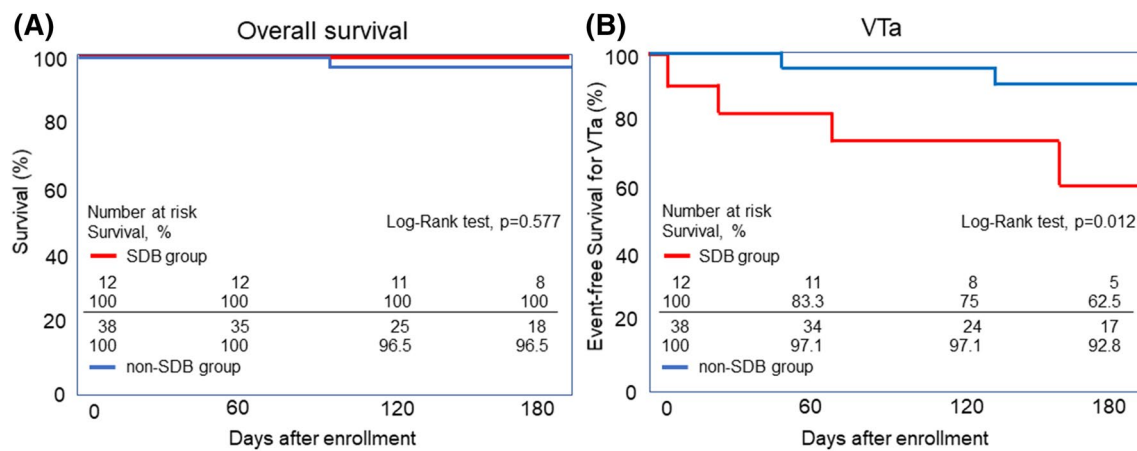 (A)
Overall survival
Survival (%)
100
80
60
40
20
0
Number at risk
Survival, %
Log-Rank test, p=0.577
SDB group
12 12 11 8
100 100 100 100
38 35 25 18
100 100 96.5 96.5
non-SDB group
0 60 120 180
Days after enrollment
(B)
VTa
Event-free Survival for VTa (%)
100
80
60
40
20
0
Number at risk
Survival, %
Log-Rank test, p=0.012
SDB group
12 11 8 5
100 83.3 75 62.5
38 34 24 17
100 97.1 97.1 92.8
non-SDB group
0 60 120 180
Days after enrollment